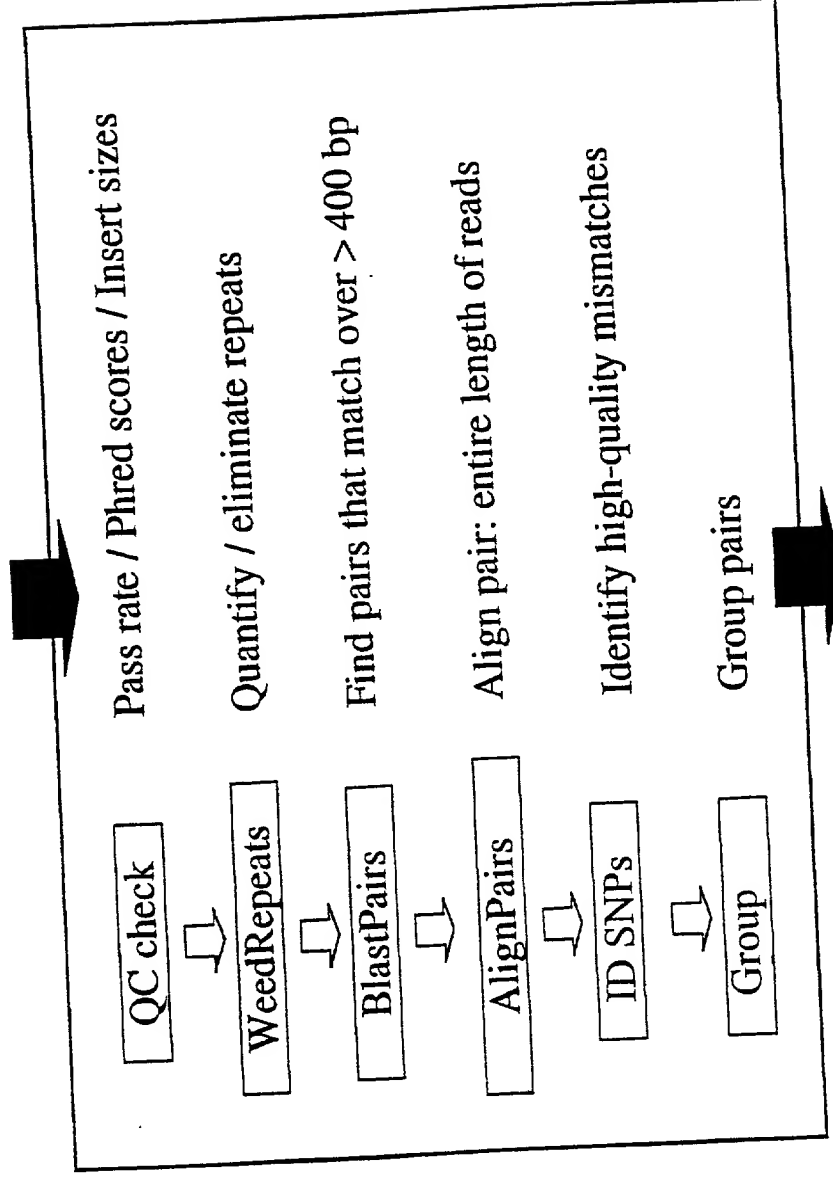 QC check Pass rate / Phred scores / Insert sizes
WeedRepeats Quantify / eliminate repeats
BlastPairs Find pairs that match over > 400 bp
AlignPairs Align pair: entire length of reads
ID SNPs Identify high-quality mismatches
Group Group pairs